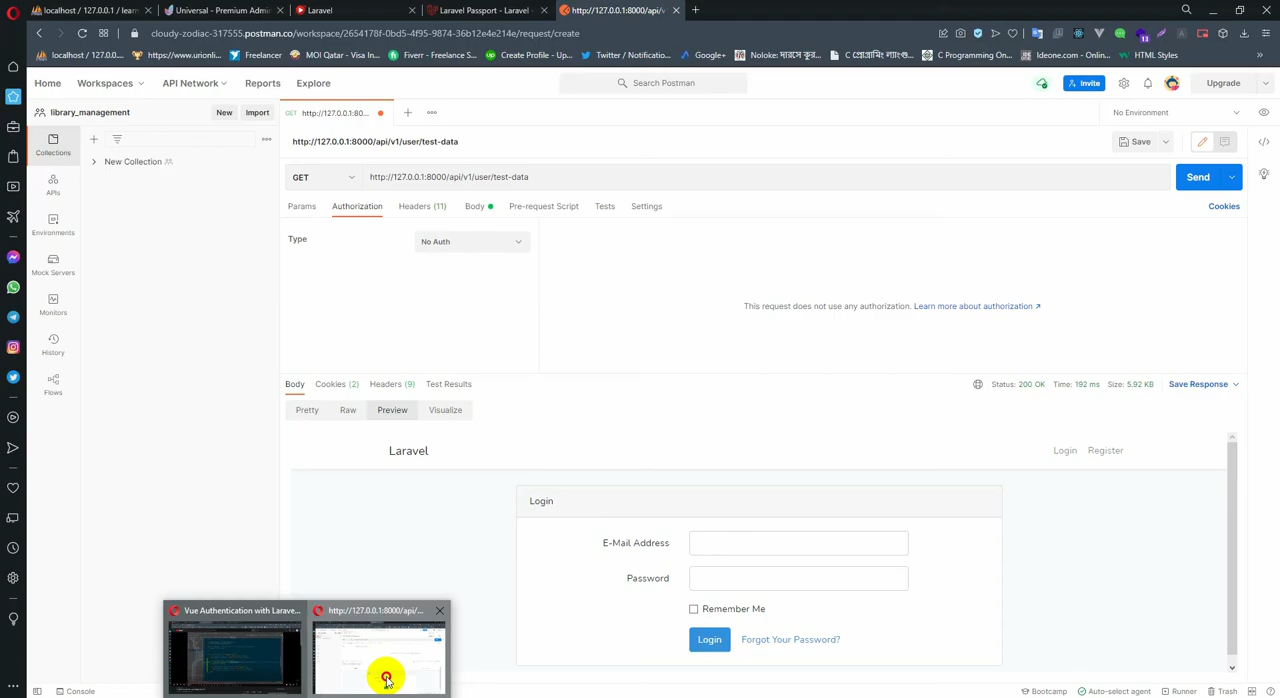 localhost / 127.0.0.1 / learn
Universal - Premium Admin
Laravel
Laravel Passport - Laravel -
http://127.0.0.1:8000/api/v
cloudy-zodiac-317555.postman.co/workspace/2654178f-0bd5-4f95-9874-36b12e4e214e/request/create
localhost / 127.0.0....
https://www.urionlin...
Freelancer
MOI Qatar - Visa In...
Fiverr - Freelance S...
Create Profile - Up...
Twitter / Notificatio...
Google+
C Programming On...
Ideone.com - Onlin...
HTML Styles
Home
Workspaces
API Network
Reports
Explore
Search Postman
Invite
Upgrade
library_management
New
Import
GET http://127.0.0.1:80...
No Environment
Collections
New Collection
http://127.0.0.1:8000/api/v1/user/test-data
Save
GET
http://127.0.0.1:8000/api/v1/user/test-data
Send
APIs
Params
Authorization
Headers (11)
Body
Pre-request Script
Tests
Settings
Cookies
Environments
Type
No Auth
Mock Servers
This request does not use any authorization. Learn more about authorization ↗
Monitors
History
Flows
Body
Cookies (2)
Headers (9)
Test Results
Status: 200 OK
Time: 192 ms
Size: 5.92 KB
Save Response
Pretty
Raw
Preview
Visualize
Laravel
Login
Register
Login
E-Mail Address
Password
Remember Me
Login
Forgot Your Password?
Vue Authentication with Larave...
http://127.0.0.1:8000/api/...
Console
Bootcamp
Auto-select agent
Runner
Trash